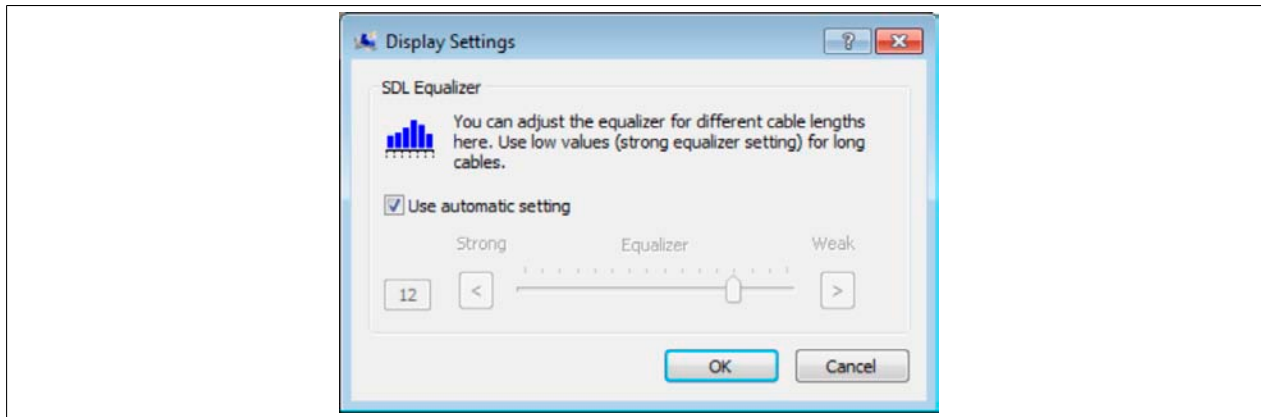 Display Settings
SDL Equalizer
You can adjust the equalizer for different cable lengths
here. Use low values (strong equalizer setting) for long
cables.
Use automatic setting
Strong Equalizer Weak
12 < >
OK Cancel